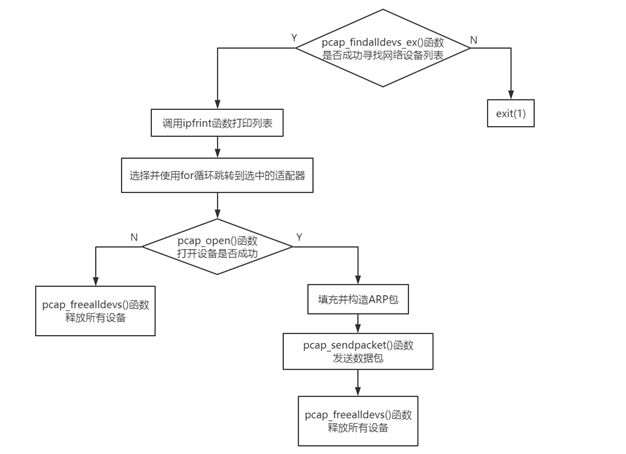 pcap_findalldevs_ex()函数
是否成功寻找网络设备列表
Y
N
exit(1)
调用ipfrint函数打印列表
选择并使用for循环跳转到选中的适配器
pcap_open()函数
打开设备是否成功
N
Y
pcap_freealldevs()函数
释放所有设备
填充并构造ARP包
pcap_sendpacket()函数
发送数据包
pcap_freealldevs()函数
释放所有设备